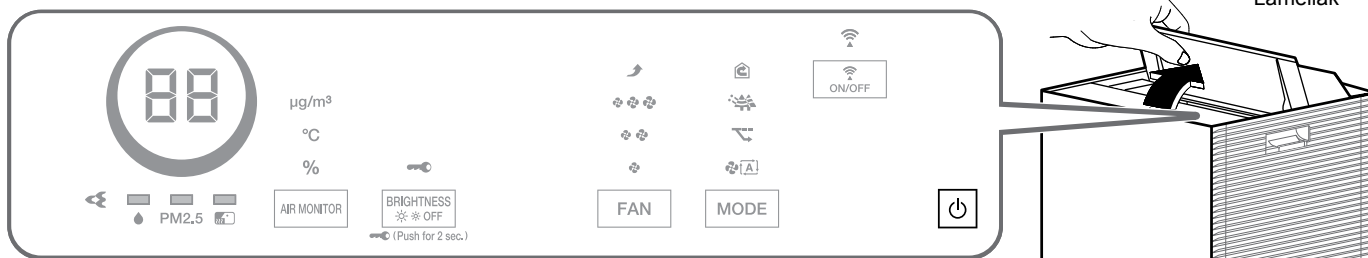 Lamellák
88
µg/m³
°C
%
PM2.5
AIR MONITOR
BRIGHTNESS
OFF
(Push for 2 sec.)
FAN
A
MODE
ON/OFF